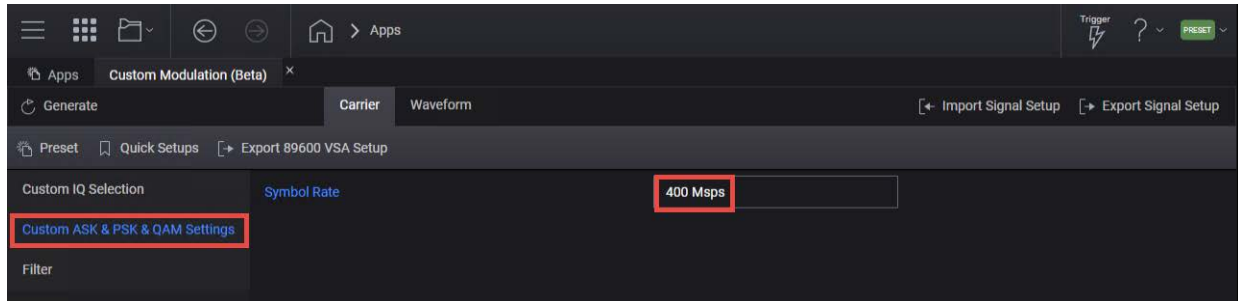 Apps Trigger ? PRESET
Apps Custom Modulation (Beta) ×
Generate Carrier Waveform Import Signal Setup Export Signal Setup
Preset Quick Setups Export 89600 VSA Setup
Custom IQ Selection Symbol Rate 400 Msps
Custom ASK & PSK & QAM Settings
Filter